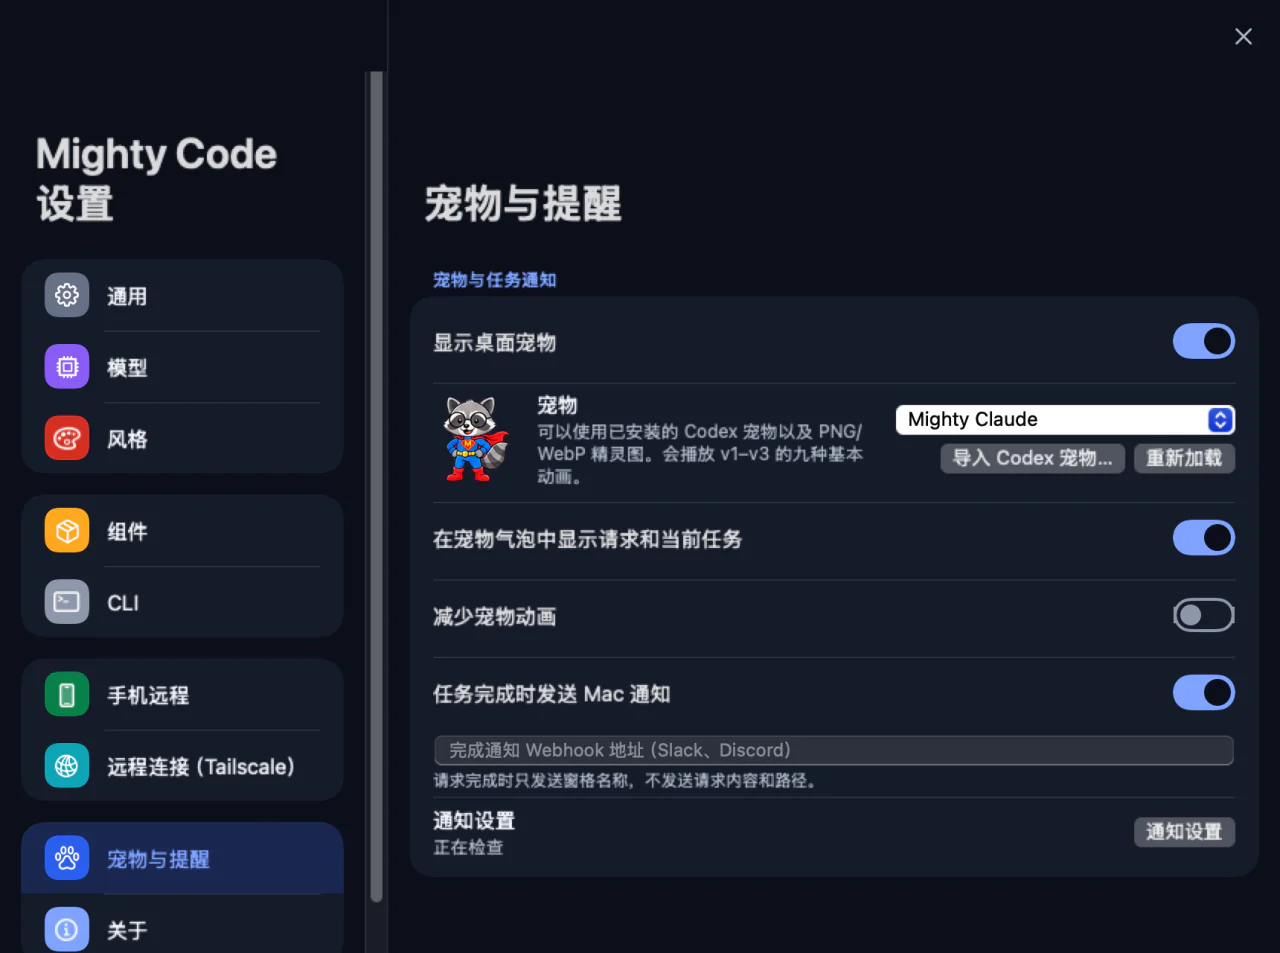 Mighty Code
设置
通用
模型
风格
组件
CLI
手机远程
远程连接 (Tailscale)
宠物与提醒
关于
宠物与提醒
宠物与任务通知
显示桌面宠物
宠物
可以使用已安装的 Codex 宠物以及 PNG/
WebP 精灵图。会播放 v1–v3 的九种基本
动画。
Mighty Claude
导入 Codex 宠物...
重新加载
在宠物气泡中显示请求和当前任务
减少宠物动画
任务完成时发送 Mac 通知
完成通知 Webhook 地址 (Slack、Discord)
请求完成时只发送窗格名称，不发送请求内容和路径。
通知设置
正在检查
通知设置